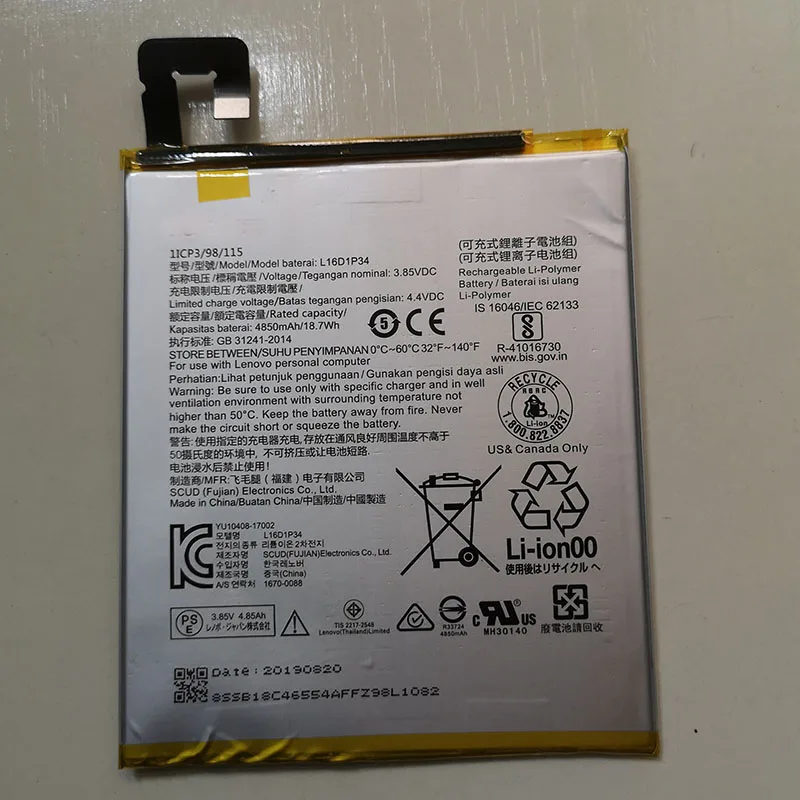 1ICP3/98/115
型号/型號/Model/Model baterai: L16D1P34
标称电压/標稱電壓/Voltage/Tegangan nominal: 3.85VDC
充电限制电压/充電限制電壓/
Limited charge voltage/Batas tegangan pengisian: 4.4VDC
额定容量/額定容量/Rated capacity/
Kapasitas baterai: 4850mAh/18.7Wh
执行标准: GB 31241-2014
STORE BETWEEN/SUHU PENYIMPANAN 0°C~60°C 32°F~140°F
For use with Lenovo personal computer
Perhatian:Lihat petunjuk penggunaan/Gunakan pengisi daya asli
Warning: Be sure to use only with specific charger and in well
ventilation environment with surrounding temperature not
higher than 50°C. Keep the battery away from fire. Never
make the circuit short or squeeze the battery.
警告: 使用指定的充电器充电, 存放在通风良好周围温度不高于
50摄氏度的环境中, 不可挤压或让电池短路.
电池浸水后禁止使用!
制造商/MFR: 飞毛腿 (福建) 电子有限公司
SCUD (Fujian) Electronics Co., Ltd.
Made in China/Buatan China/中国制造/中國製造
(可充式鋰離子電池組)
(可充式锂离子电池组)
Rechargeable Li-Polymer
Battery / Baterai isi ulang
Li-Polymer
IS 16046/IEC 62133
5
CE
R-41016730
www.bis.gov.in
RECYCLE
RBRC
Li-Ion
TM
1.800.822.8837
US& Canada Only
Li-ion00
使用後はリサイクル へ
KC
YU10408-17002
모델명 L16D1P34
전지의 종류 리튬이온 2차전지
제조자명 SCUD(FUJIAN)Electronics Co., Ltd.
수입자명 한국레노버
제조국명 중국(China)
A/S 연락처 1670-0088
PSE
3.85V 4.85Ah
レノボ・ジャパン株式会社
TIS 2217-2548
Lenovo(Thailand)Limited
R33724
4850mAh
c RU US
MH30140
廢電池請回收
Date: 20190820
8SSB18C46554AFFZ98L1082